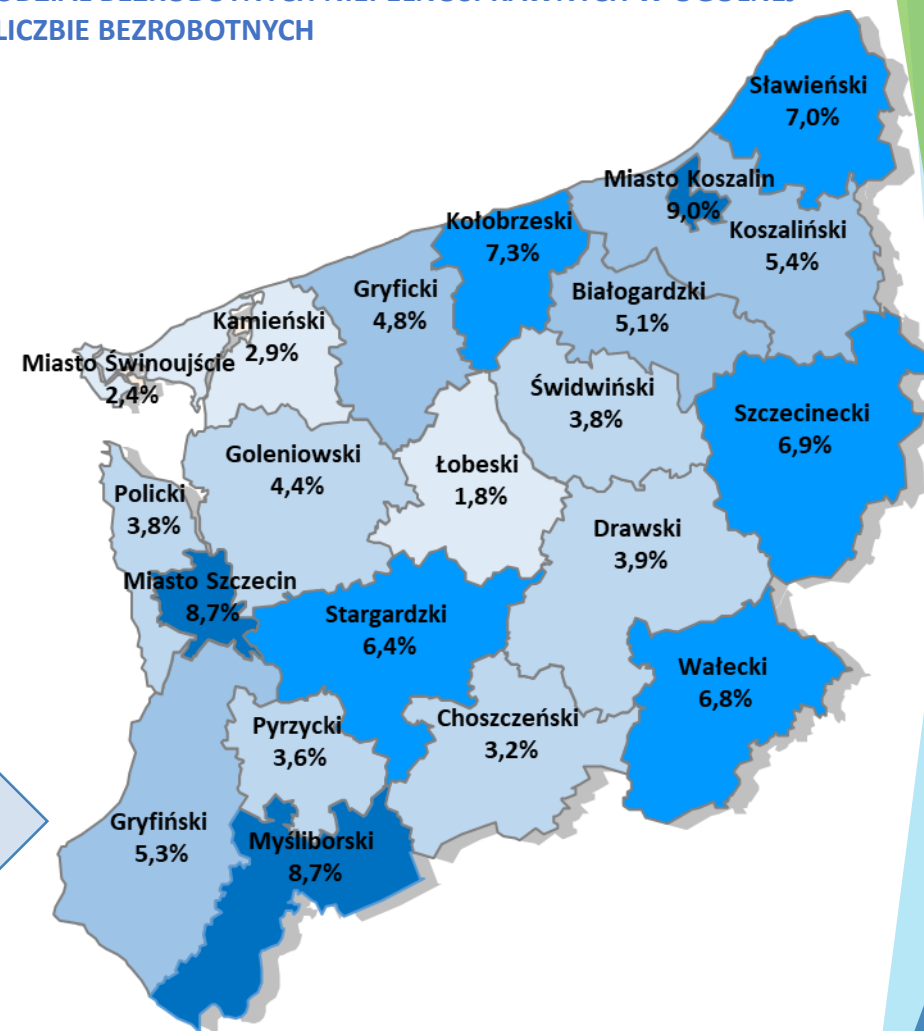 LICZBIE BEZROBOTNYCH
Sławieński
7,0%
Miasto Koszalin
9,0%
Kołobrzeski
7,3%
Koszaliński
5,4%
Gryficki
4,8%
Białogardzki
5,1%
Kamieński
2,9%
Miasto Świnoujście
2,4%
Świdwiński
3,8%
Szczecinecki
6,9%
Goleniowski
4,4%
Łobeski
1,8%
Policki
3,8%
Drawski
3,9%
Miasto Szczecin
8,7%
Stargardzki
6,4%
Wałecki
6,8%
Pyrzycki
3,6%
Choszczeński
3,2%
Gryfiński
5,3%
Myśliborski
8,7%